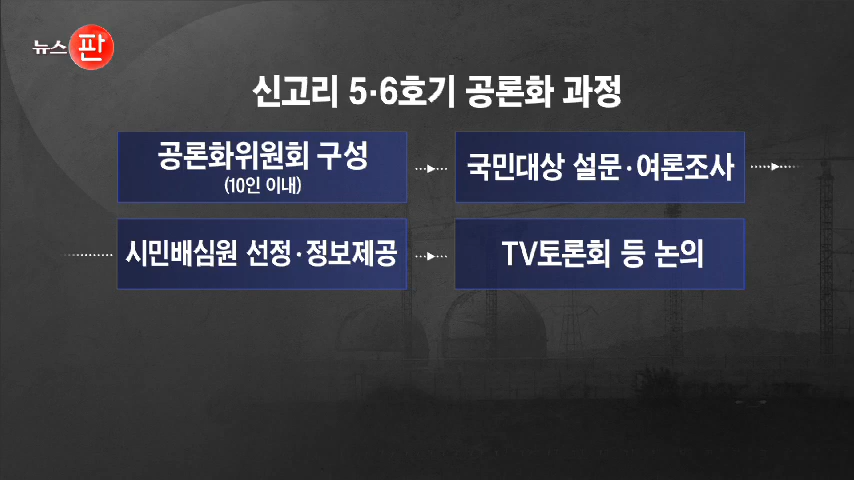 뉴스 판
신고리 5·6호기 공론화 과정
공론화위원회 구성
(10인 이내)
국민대상 설문·여론조사
시민배심원 선정·정보제공
TV토론회 등 논의